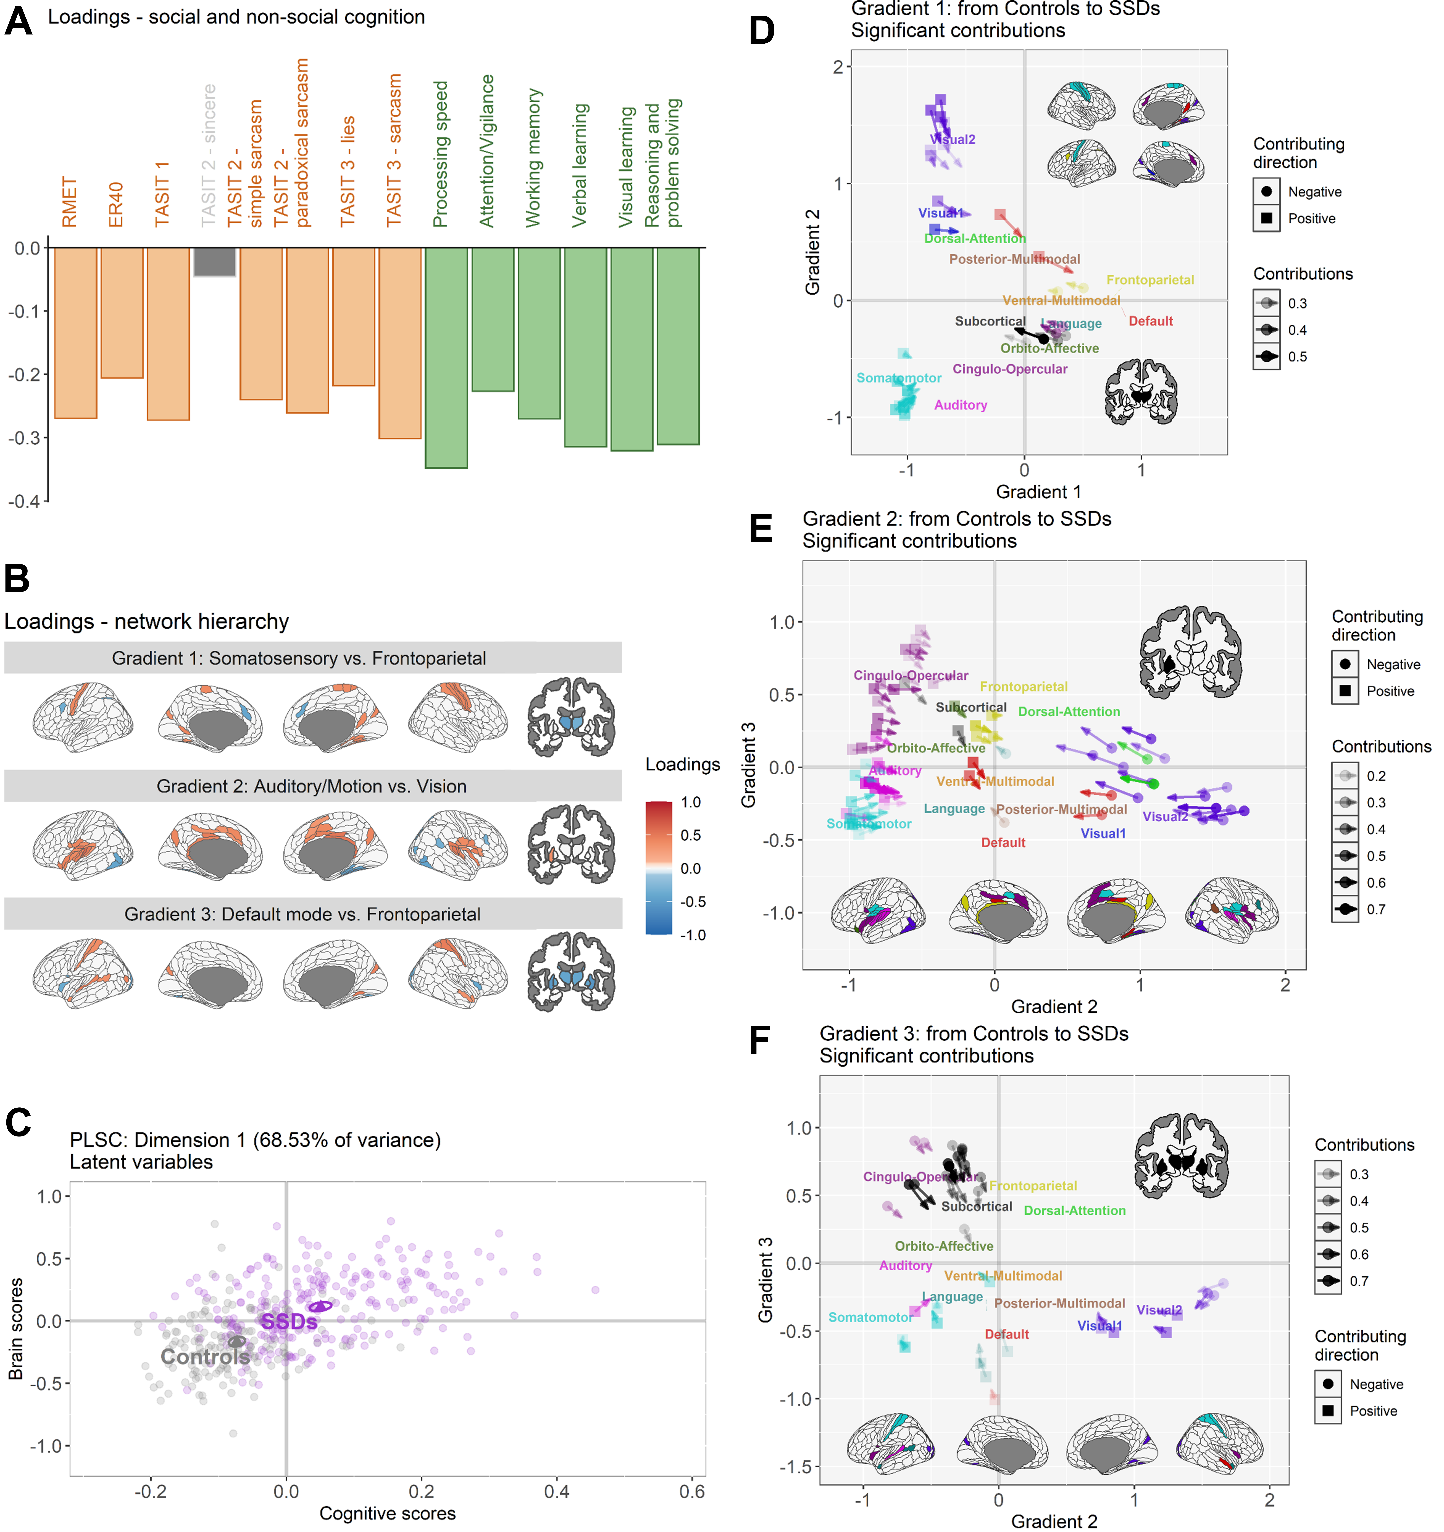 A
Loadings - social and non-social cognition
RMET
ER40
TASIT 1
TASIT 2 - sincere
TASIT 2 -
simple sarcasm
TASIT 2 -
paradoxical sarcasm
TASIT 3 - lies
TASIT 3 - sarcasm
Processing speed
Attention/Vigilance
Working memory
Verbal learning
Visual learning
Reasoning and
problem solving
0.0
-0.1
-0.2
-0.3
-0.4
B
Loadings - network hierarchy
Gradient 1: Somatosensory vs. Frontoparietal
Gradient 2: Auditory/Motion vs. Vision
Gradient 3: Default mode vs. Frontoparietal
Loadings
1.0
0.5
0.0
-0.5
-1.0
C
PLSC: Dimension 1 (68.53% of variance)
Latent variables
Brain scores
1.0
0.5
0.0
-0.5
-1.0
SSDs
Controls
-0.2
0.0
0.2
0.4
0.6
Cognitive scores
D
Gradient 1: from Controls to SSDs
Significant contributions
Gradient 2
2
1
0
-1
Visual2
Visual1
Dorsal-Attention
Posterior-Multimodal
Frontoparietal
Ventral-Multimodal
Subcortical
Language
Default
Orbito-Affective
Cingulo-Opercular
Somatomotor
Auditory
-1
0
1
Gradient 1
Contributing
direction
Negative
Positive
Contributions
0.3
0.4
0.5
E
Gradient 2: from Controls to SSDs
Significant contributions
Gradient 3
1.0
0.5
0.0
-0.5
-1.0
Cingulo-Opercular
Frontoparietal
Subcortical
Dorsal-Attention
Orbito-Affective
Auditory
Ventral-Multimodal
Language
Posterior-Multimodal
Visual2
Somatomotor
Visual1
Default
-1
0
1
2
Gradient 2
Contributing
direction
Negative
Positive
Contributions
0.2
0.3
0.4
0.5
0.6
0.7
F
Gradient 3: from Controls to SSDs
Significant contributions
Gradient 3
1.0
0.5
0.0
-0.5
-1.0
-1.5
Cingulo-Opercular
Frontoparietal
Subcortical
Dorsal-Attention
Orbito-Affective
Auditory
Ventral-Multimodal
Language
Posterior-Multimodal
Visual2
Somatomotor
Visual1
Default
-1
0
1
2
Gradient 2
Contributions
0.3
0.4
0.5
0.6
0.7
Contributing
direction
Negative
Positive